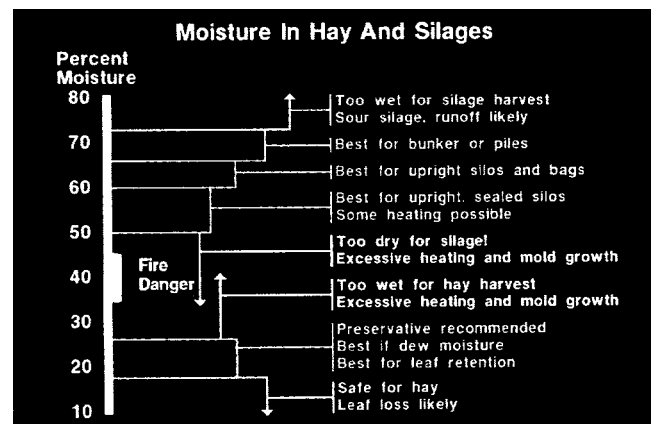 Moisture In Hay And Silages
Percent
Moisture
80
Too wet for silage harvest
Sour silage, runoff likely
70
Best for bunker or piles
Best for upright silos and bags
60
Best for upright, sealed silos
Some heating possible
50
Too dry for silage!
Excessive heating and mold growth
Fire
Danger
40
Too wet for hay harvest
Excessive heating and mold growth
30
Preservative recommended
Best if dew moisture
Best for leaf retention
20
Safe for hay
Leaf loss likely
10